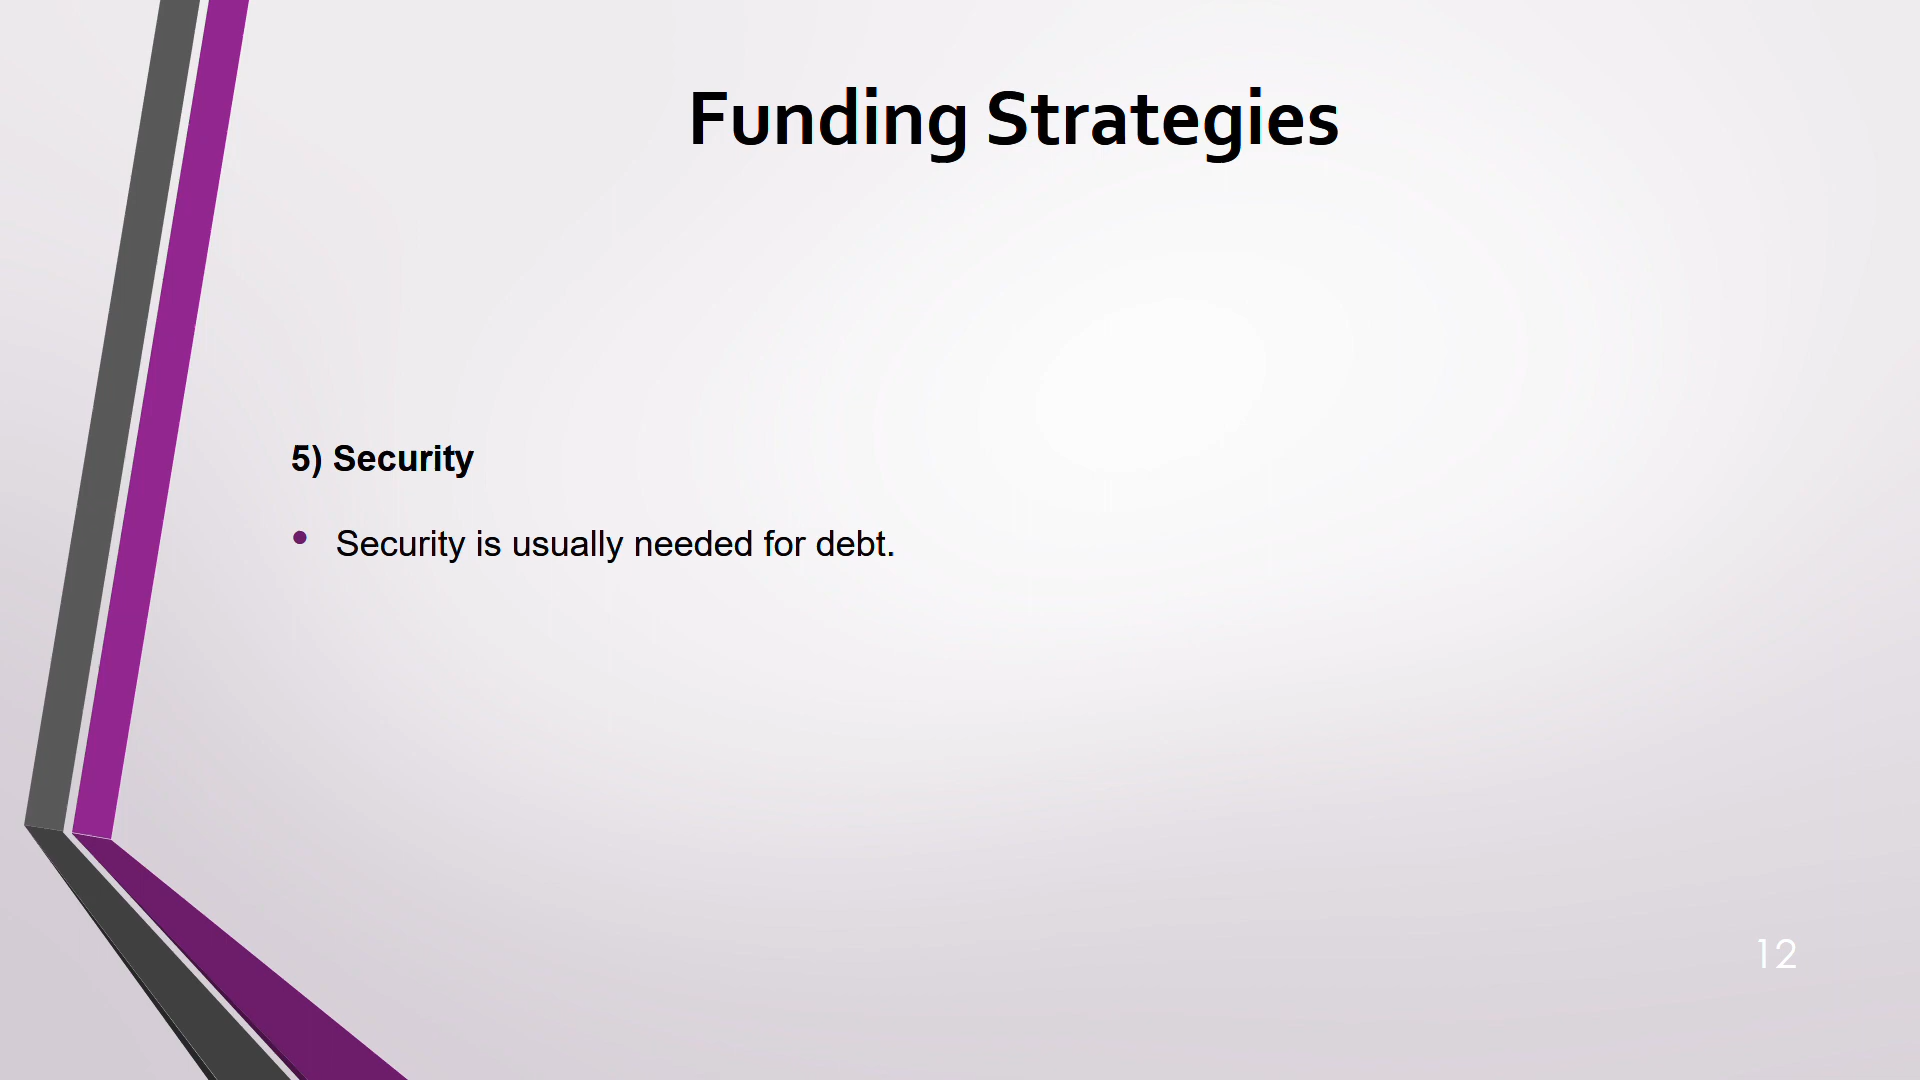 Funding Strategies
5) Security
• Security is usually needed for debt.
12